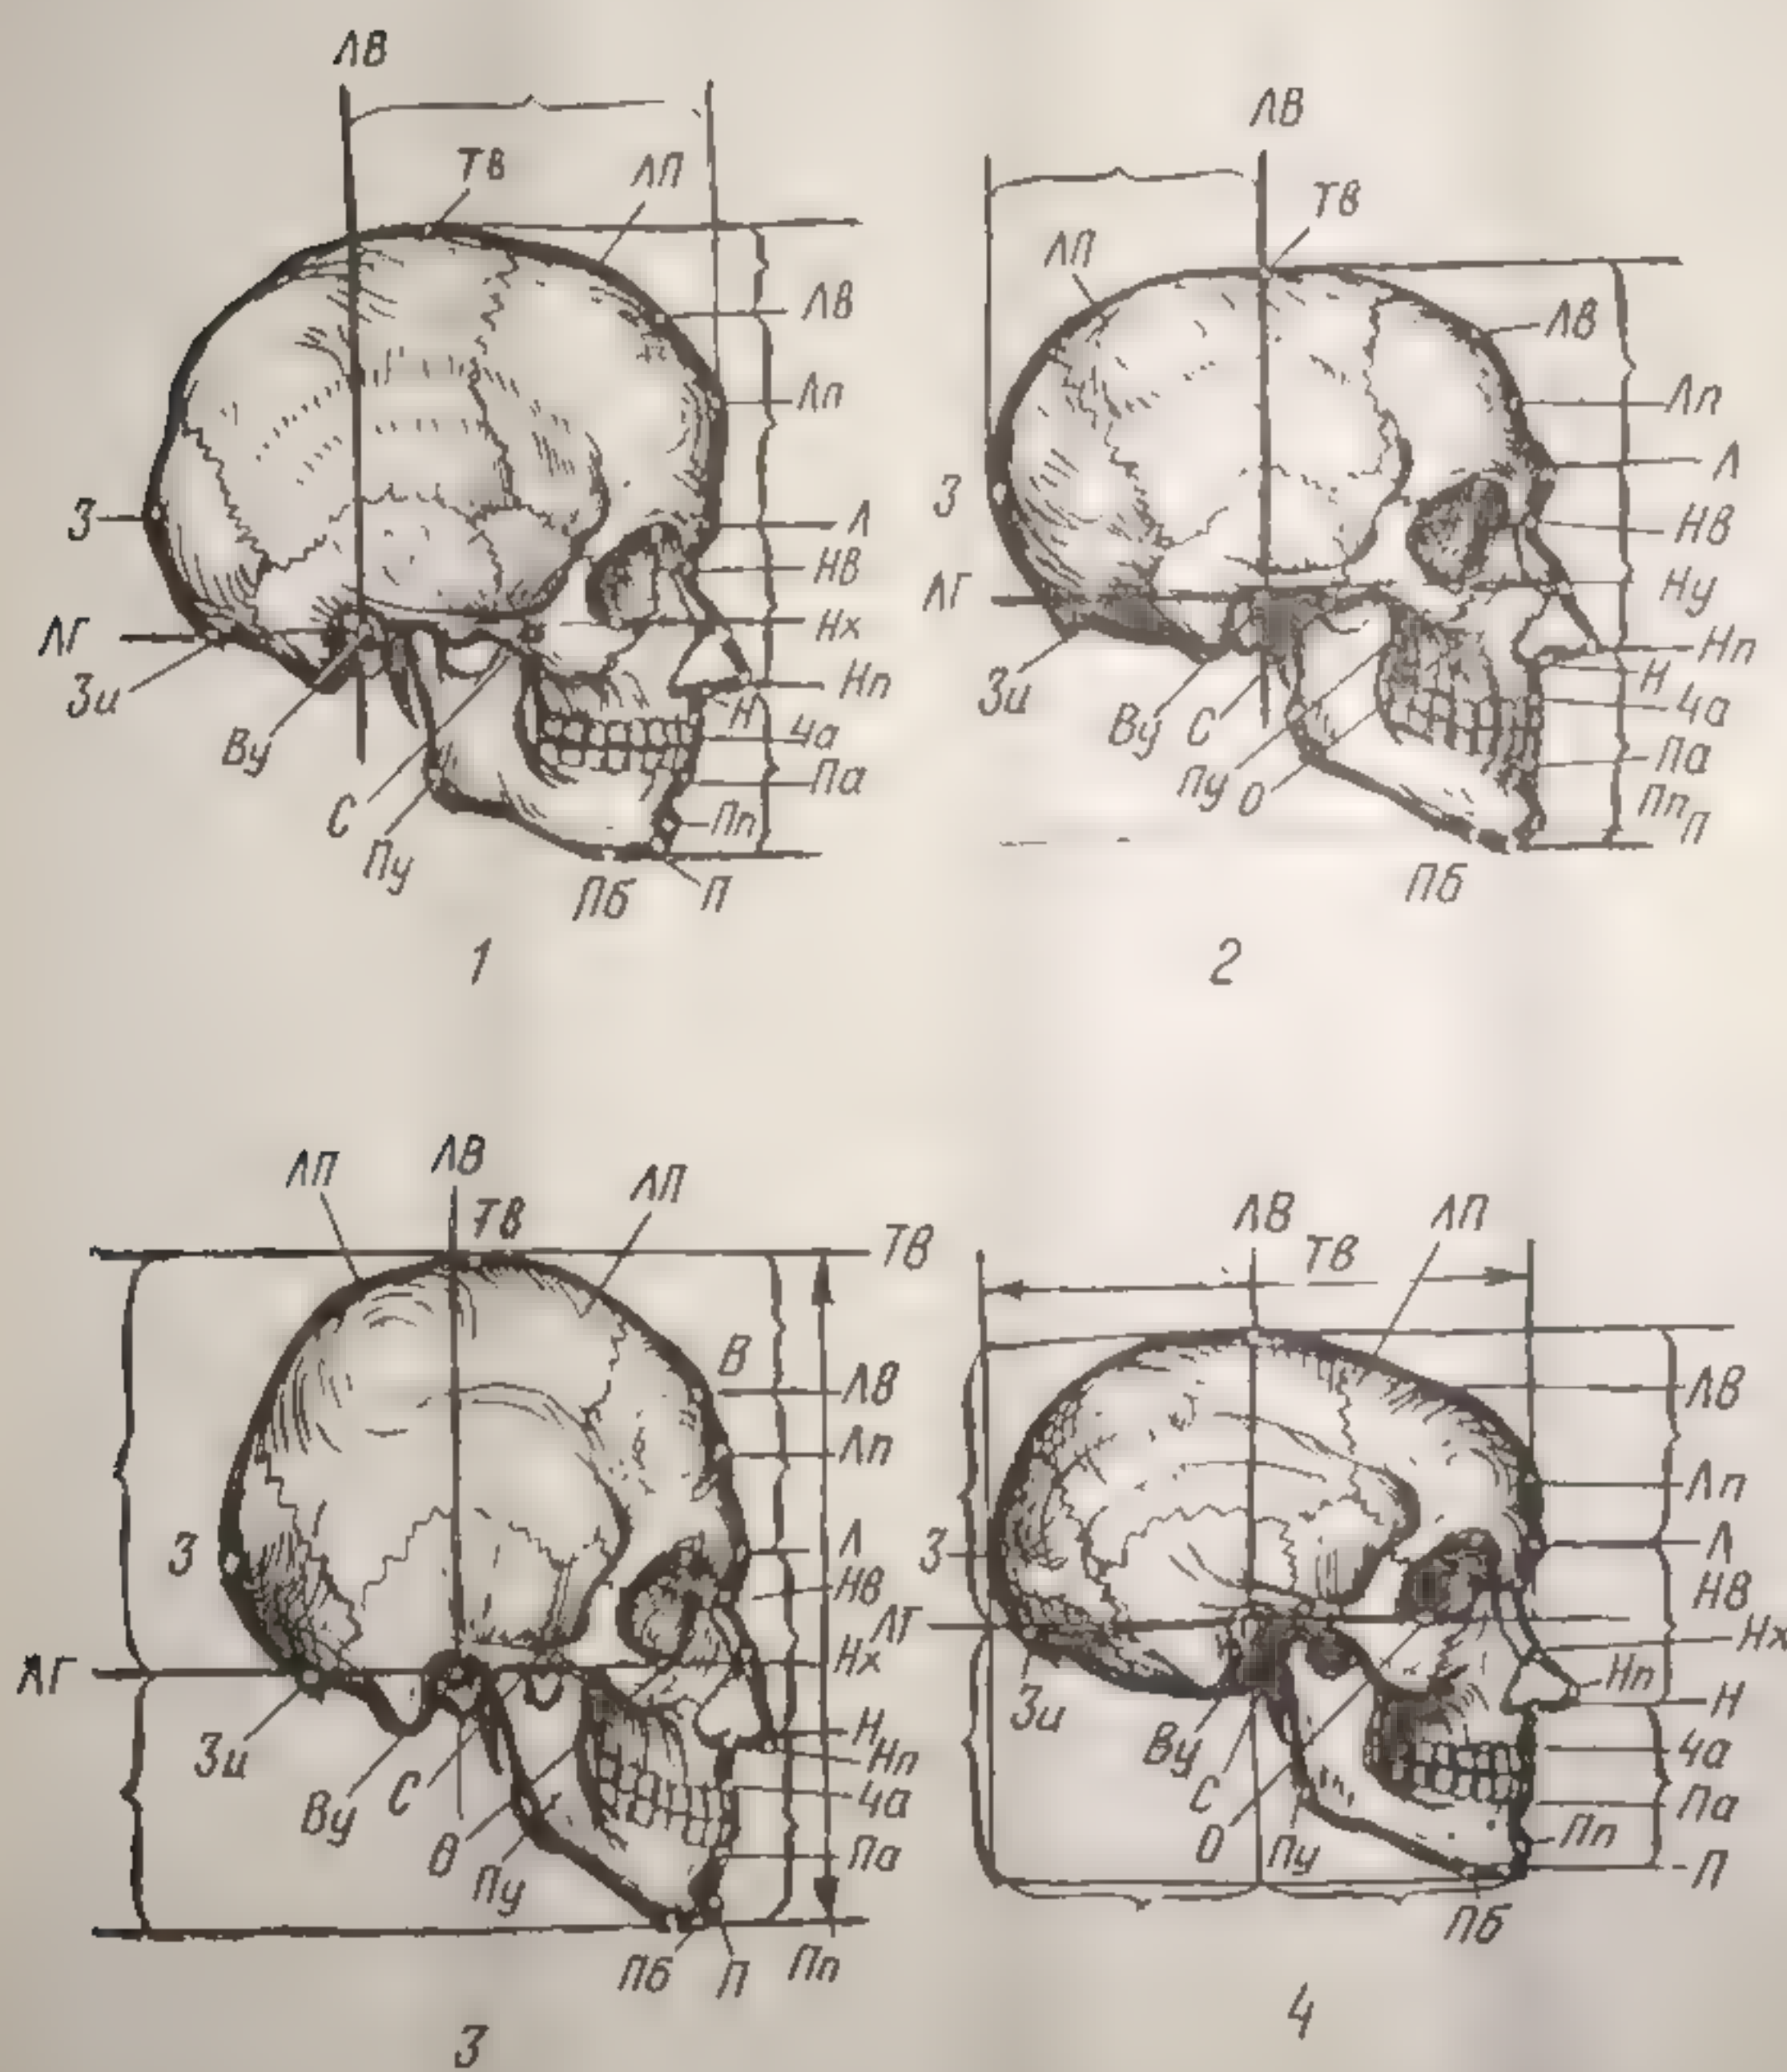 ЛВ
Тв
ЛП
ЛВ
Лп
З
Л
НВ
ЛГ
Нх
Зи
Нп
Н
Ча
Ву
Па
С
Пп
Пу
Пб
П
1
ЛВ
Тв
ЛП
ЛВ
Лп
Л
З
НВ
ЛГ
Ну
Нп
Зи
Н
Ча
Ву
С
Па
Пу
О
Пп
П
Пб
2
ЛП
ЛВ
ТВ
ЛП
ТВ
В
ЛВ
Лп
З
Л
НВ
ЛГ
Нх
Зи
Н
Нп
Ву
С
Ча
О
Пу
Па
Пб
П
Пп
3
ЛВ
ТВ
ЛП
ЛВ
Лп
З
Л
НВ
ЛГ
Нх
Нп
Зи
Н
Ву
Ча
С
О
Пу
Па
Пп
П
Пб
4